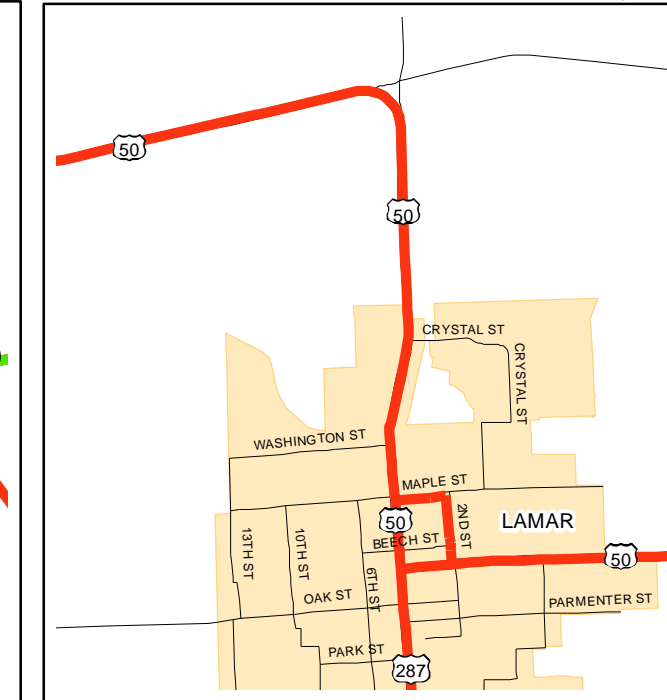 50
50
CRYSTAL ST
CRYSTAL ST
WASHINGTON ST
MAPLE ST
50
2ND ST
LAMAR
BEECH ST
50
13TH ST
10TH ST
6TH ST
OAK ST
PARMENTER ST
PARK ST
287